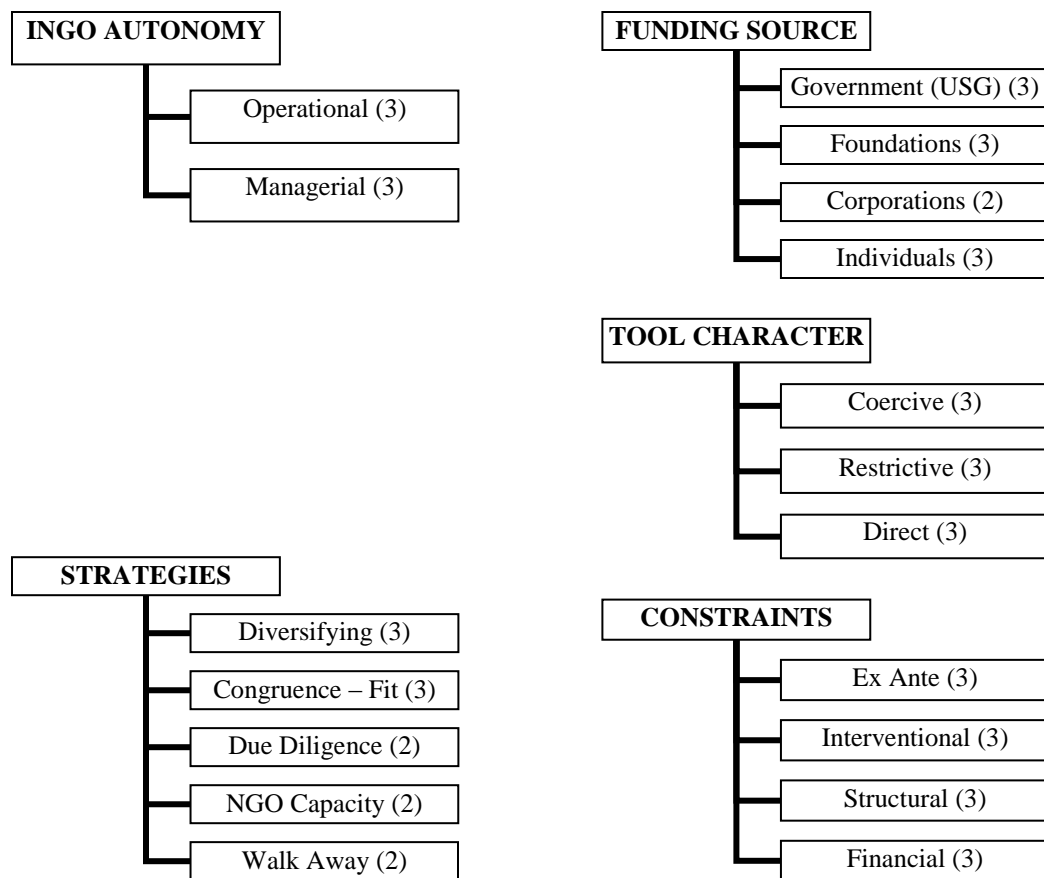 INGO AUTONOMY
Operational (3)
Managerial (3)
FUNDING SOURCE
Government (USG) (3)
Foundations (3)
Corporations (2)
Individuals (3)
TOOL CHARACTER
Coercive (3)
Restrictive (3)
Direct (3)
STRATEGIES
Diversifying (3)
Congruence – Fit (3)
Due Diligence (2)
NGO Capacity (2)
Walk Away (2)
CONSTRAINTS
Ex Ante (3)
Interventional (3)
Structural (3)
Financial (3)